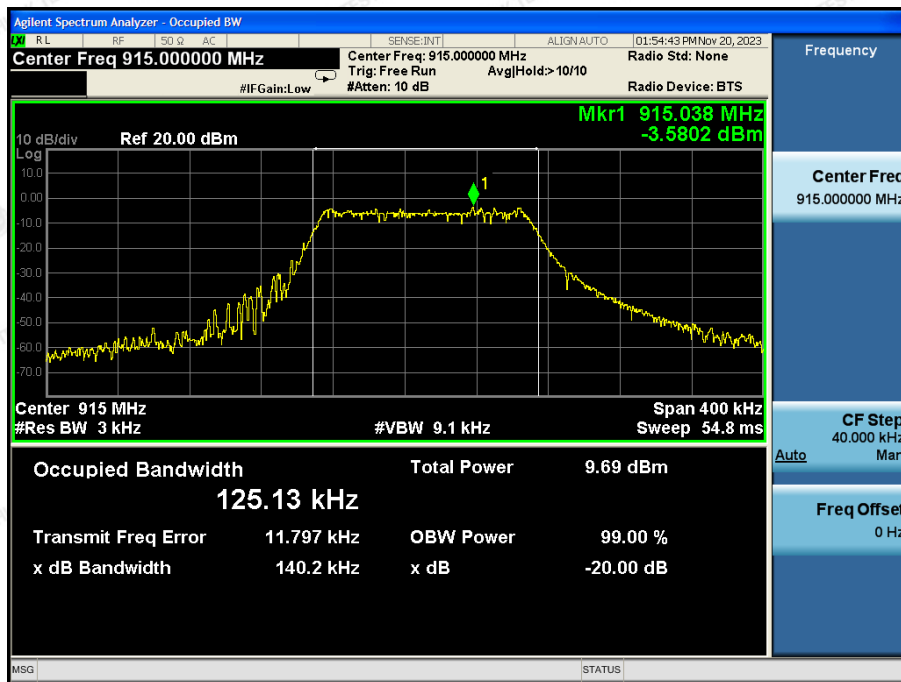 Agilent Spectrum Analyzer - Occupied BW
LXI RL RF 50 Ω AC SENSE:INT ALIGN AUTO 01:54:43 PM Nov 20, 2023
Center Freq 915.000000 MHz
Center Freq: 915.000000 MHz Radio Std: None
Trig: Free Run Avg|Hold:>10/10
#IFGain:Low #Atten: 10 dB Radio Device: BTS
Mkr1 915.038 MHz
-3.5802 dBm
10 dB/div Ref 20.00 dBm
Log
10.0
0.00
-10.0
-20.0
-30.0
-40.0
-50.0
-60.0
-70.0
1
Center 915 MHz Span 400 kHz
#Res BW 3 kHz #VBW 9.1 kHz Sweep 54.8 ms
Occupied Bandwidth Total Power 9.69 dBm
125.13 kHz
Transmit Freq Error 11.797 kHz OBW Power 99.00 %
x dB Bandwidth 140.2 kHz x dB -20.00 dB
MSG STATUS
Frequency
Center Freq
915.000000 MHz
CF Step
40.000 kHz
Auto Man
Freq Offset
0 Hz